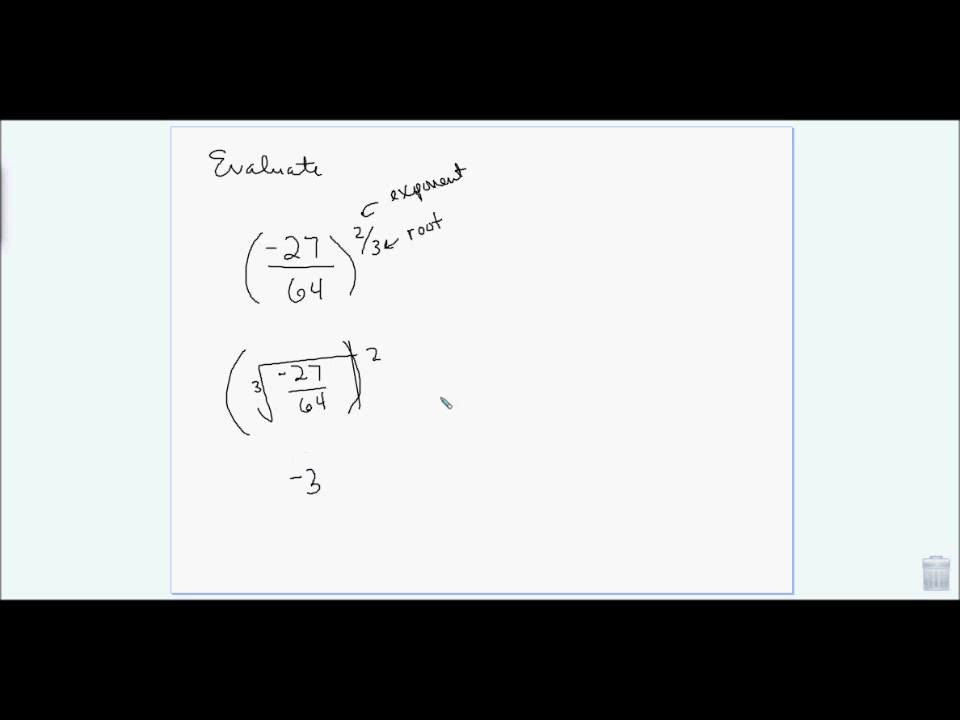 Evaluate
(-27/64)^2/3 ← exponent
← root
(∛(-27/64))^2
-3